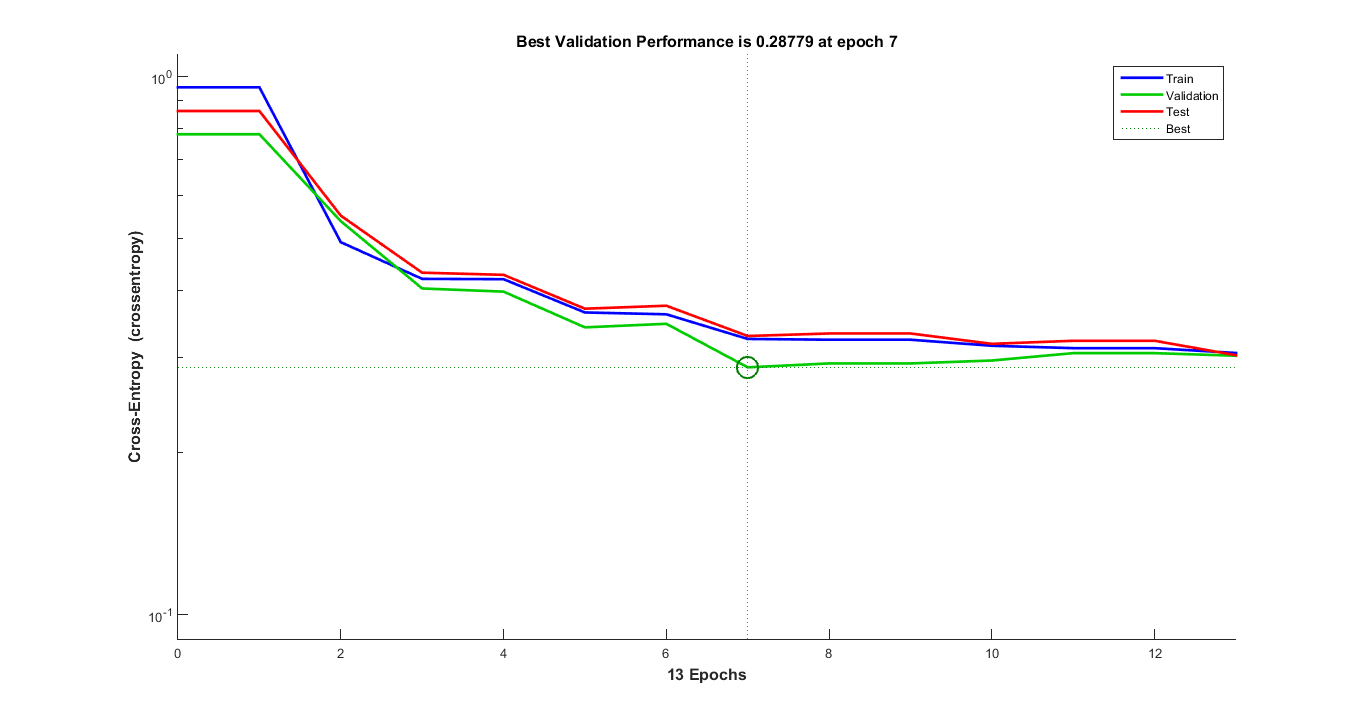 Best Validation Performance is 0.28779 at epoch 7
Train
Validation
Test
Best
10^0
10^-1
Cross-Entropy (crossentropy)
0 2 4 6 8 10 12
13 Epochs